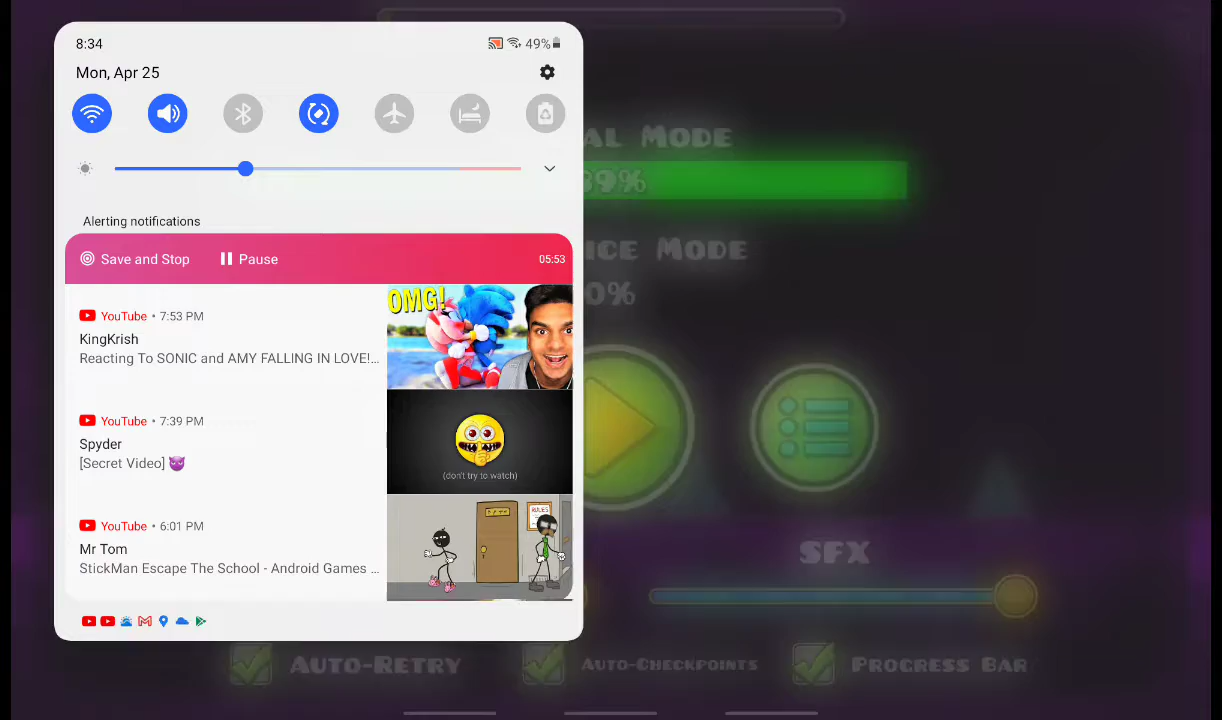 8:34
49%
Mon, Apr 25
Alerting notifications
Save and Stop
Pause
05:53
YouTube • 7:53 PM
KingKrish
Reacting To SONIC and AMY FALLING IN LOVE!...
OMG!
YouTube • 7:39 PM
Spyder
[Secret Video] 😈
(don't try to watch)
YouTube • 6:01 PM
Mr Tom
StickMan Escape The School - Android Games ...
RULES
AL MODE
89%
ICE MODE
0%
SFX
AUTO-RETRY
AUTO-CHECKPOINTS
PROGRESS BAR